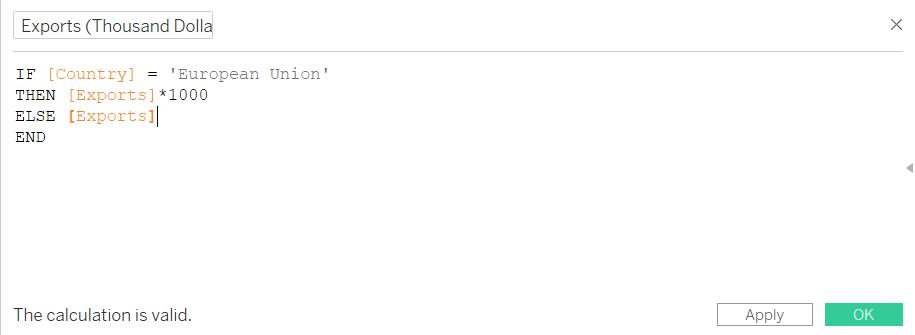 Exports (Thousand Dolla
IF [Country] = 'European Union'
THEN [Exports]*1000
ELSE [Exports]
END
The calculation is valid.
Apply
OK